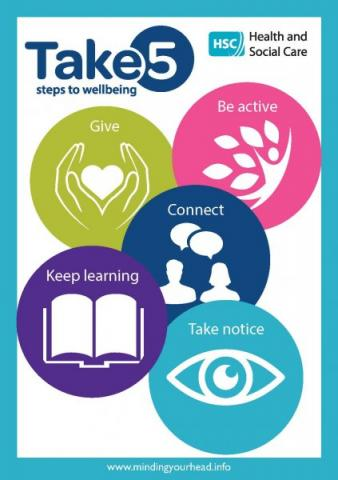 Take5
steps to wellbeing
HSC
Health and
Social Care
Give
Be active
Connect
Keep learning
Take notice
www.mindingyourhead.info